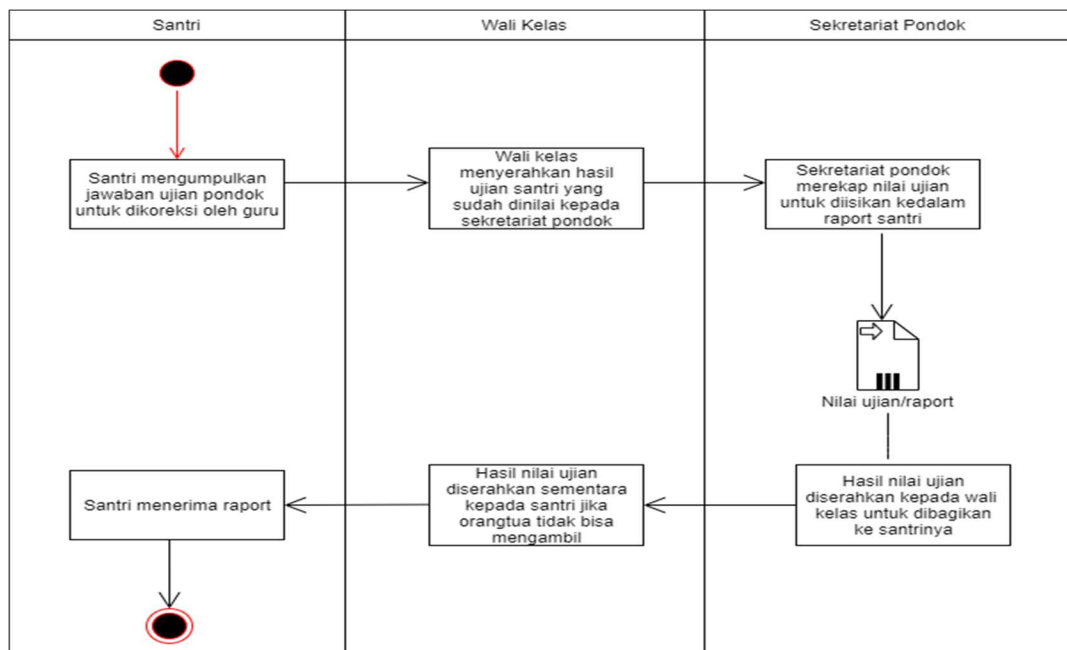 Santri
Wali Kelas
Sekretariat Pondok
Santri mengumpulkan
jawaban ujian pondok
untuk dikoreksi oleh guru
Wali kelas
menyerahkan hasil
ujian santri yang
sudah dinilai kepada
sekretariat pondok
Sekretariat pondok
merekap nilai ujian
untuk diisikan kedalam
raport santri
Nilai ujian/raport
Hasil nilai ujian
diserahkan kepada wali
kelas untuk dibagikan
ke santrinya
Hasil nilai ujian
diserahkan sementara
kepada santri jika
orangtua tidak bisa
mengambil
Santri menerima raport